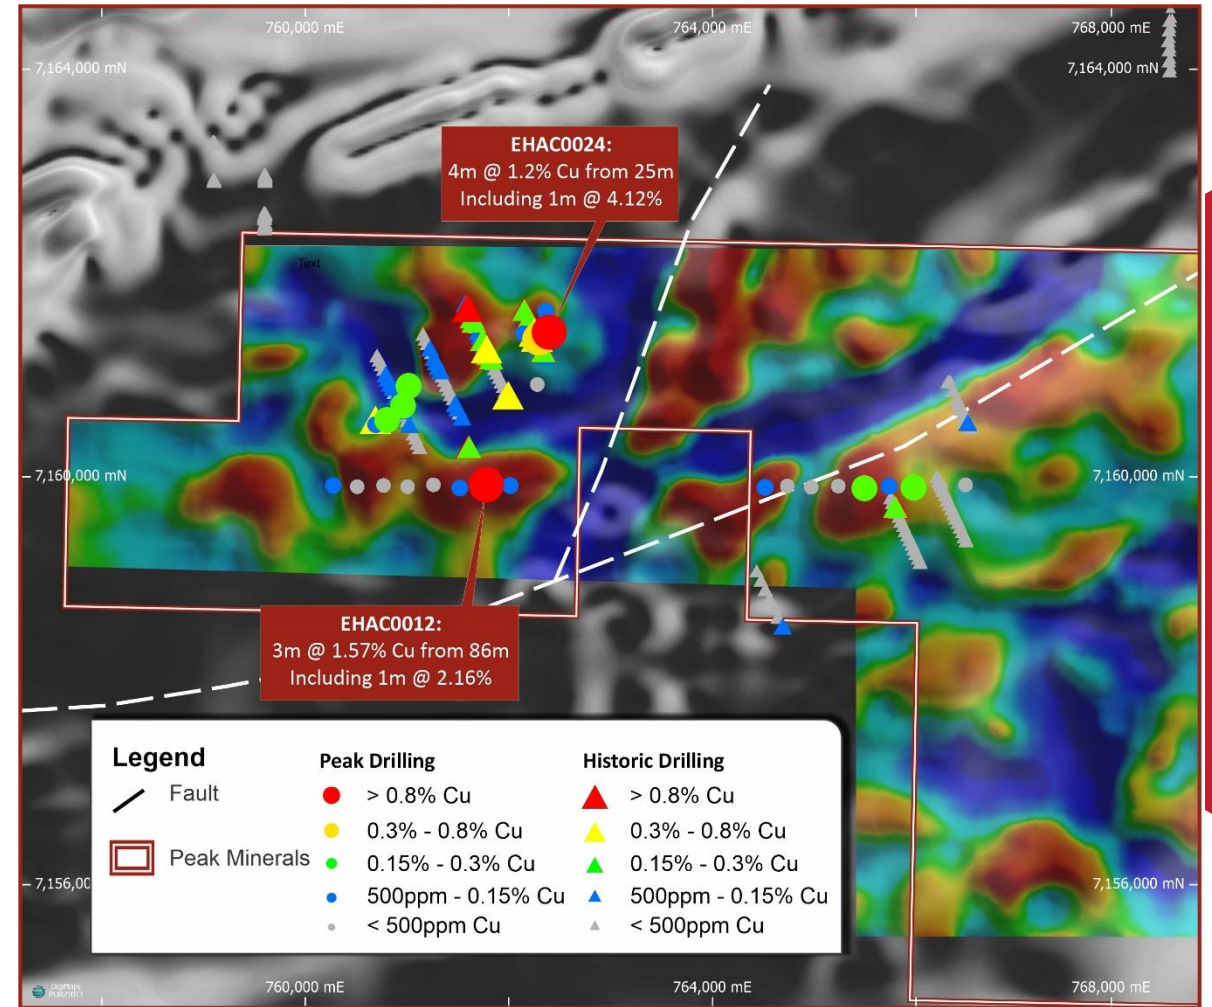 760,000 mE
764,000 mE
768,000 mE
7,164,000 mN
7,164,000 mN
EHAC0024:
4m @ 1.2% Cu from 25m
Including 1m @ 4.12%
Text
7,160,000 mN
7,160,000 mN
EHAC0012:
3m @ 1.57% Cu from 86m
Including 1m @ 2.16%
Legend
Fault
Peak Minerals
Peak Drilling
> 0.8% Cu
0.3% - 0.8% Cu
0.15% - 0.3% Cu
500ppm - 0.15% Cu
< 500ppm Cu
Historic Drilling
> 0.8% Cu
0.3% - 0.8% Cu
0.15% - 0.3% Cu
500ppm - 0.15% Cu
< 500ppm Cu
7,156,00
7,156,000 mN
DigiMaps
760,000 mE
764,000 mE
768,000 mE